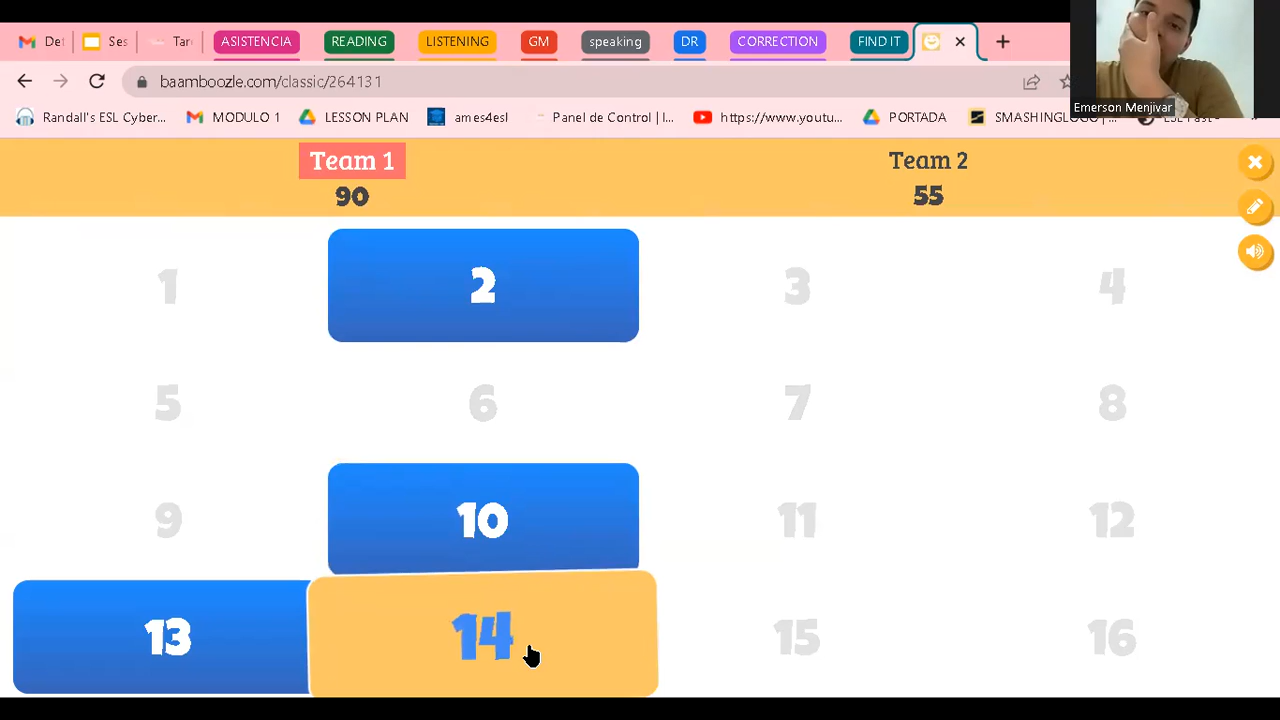 Det Ses Tar ASISTENCIA READING LISTENING GM speaking DR CORRECTION FIND IT
baamboozle.com/classic/264131
Emerson Menjivar
Randall's ESL Cyber... MODULO 1 LESSON PLAN ames4esl Panel de Control | I... https://www.youtu... PORTADA SMASHINGLOGO |...
Team 1 Team 2
90 55
1 2 3 4
5 6 7 8
9 10 11 12
13 14 15 16